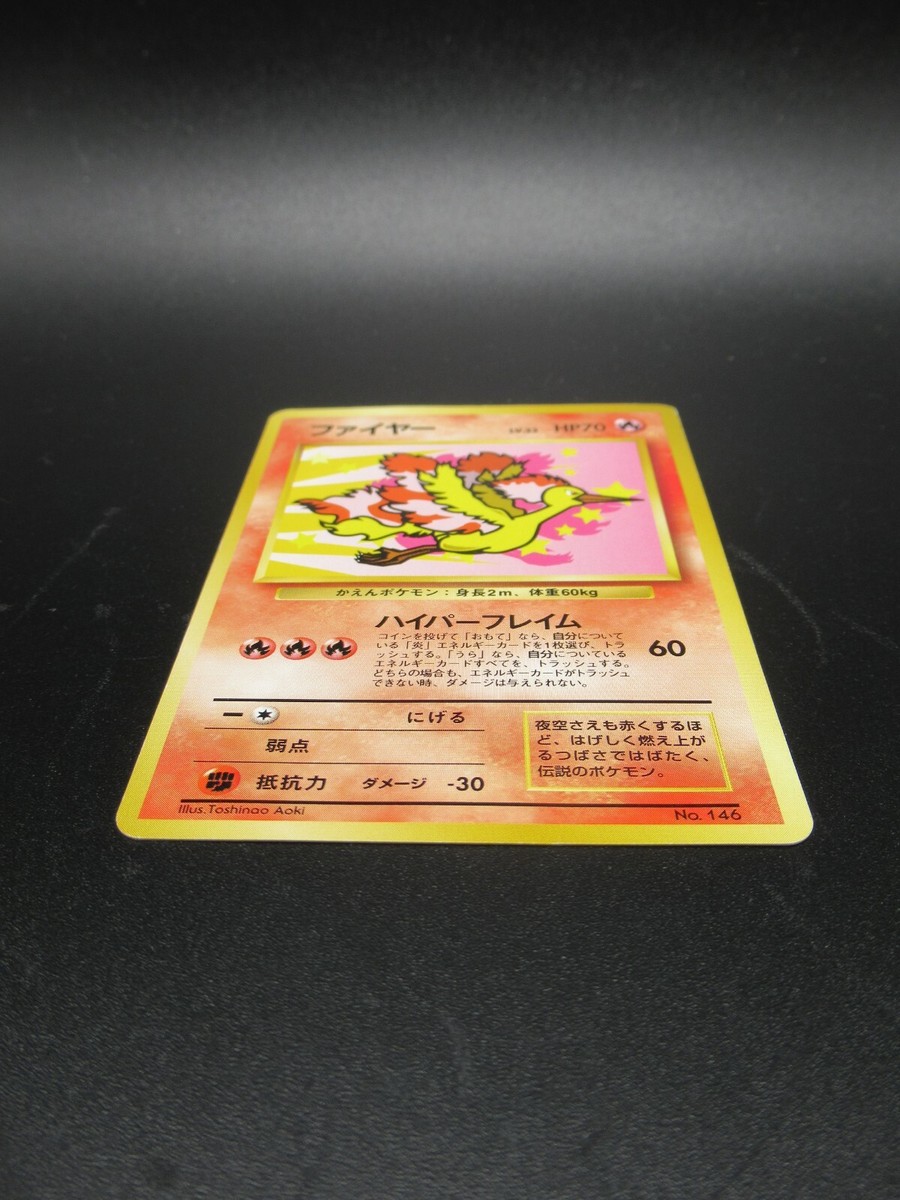 ファイヤー LV.32 HP70
かえんポケモン：身長2m、体重60kg
ハイパーフレイム
コインを投げて「おもて」なら、自分について
いる「炎」エネルギーカードを1枚選び、トラ
ッシュする。「うら」なら、自分についている
エネルギーカードすべてを、トラッシュする。
どちらの場合も、エネルギーカードがトラッシュ
できない時、ダメージは与えられない。
60
にげる
弱点
抵抗力 ダメージ -30
夜空さえも赤くするほ
ど、はげしく燃え上が
るつばさではばたく、
伝説のポケモン。
Illus.Toshinao Aoki
No. 146